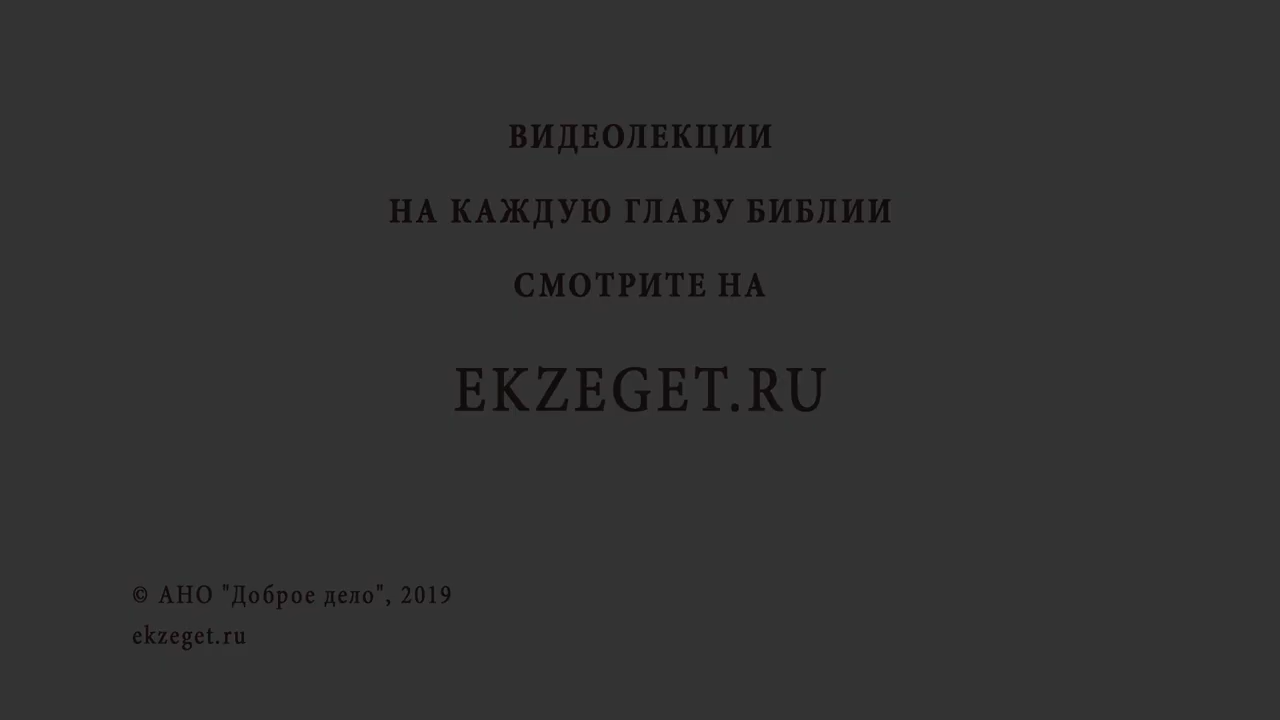 ВИДЕОЛЕКЦИИ
НА КАЖДУЮ ГЛАВУ БИБЛИИ
СМОТРИТЕ НА
EKZEGET.RU
© АНО "Доброе дело", 2019
ekzeget.ru